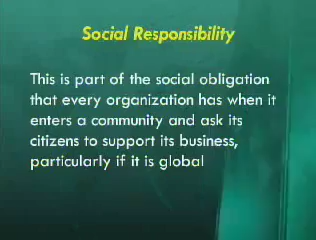 Social Responsibility
This is part of the social obligation
that every organization has when it
enters a community and ask its
citizens to support its business,
particularly if it is global